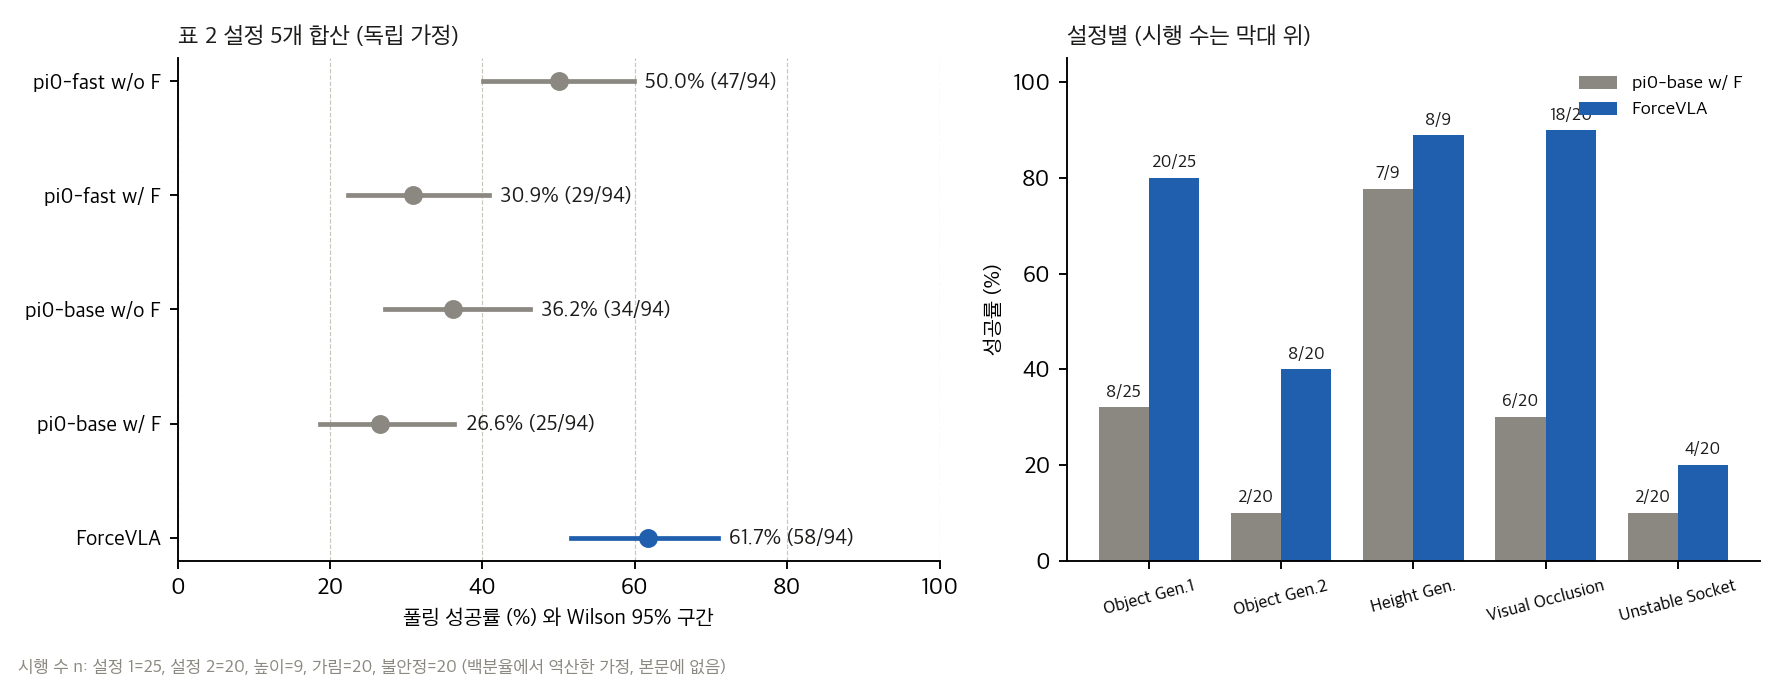 표 2 설정 5개 합산 (독립 가정)
pi0-fast w/o F
50.0% (47/94)
pi0-fast w/ F
30.9% (29/94)
pi0-base w/o F
36.2% (34/94)
pi0-base w/ F
26.6% (25/94)
ForceVLA
61.7% (58/94)
0 20 40 60 80 100
풀링 성공률 (%) 와 Wilson 95% 구간
설정별 (시행 수는 막대 위)
pi0-base w/ F
ForceVLA
성공률 (%)
100
80
60
40
20
0
8/25 20/25
2/20 8/20
7/9 8/9
6/20 18/20
2/20 4/20
Object Gen.1 Object Gen.2 Height Gen. Visual Occlusion Unstable Socket
시행 수 n: 설정 1=25, 설정 2=20, 높이=9, 가림=20, 불안정=20 (백분율에서 역산한 가정, 본문에 없음)